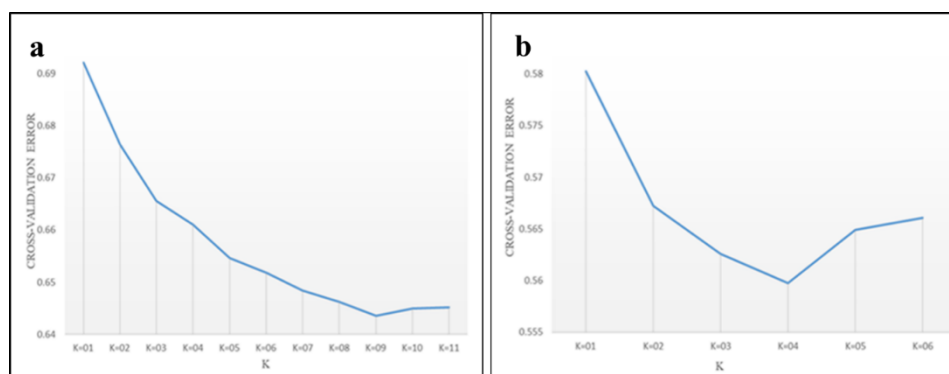 a
0.69
0.68
0.67
0.66
0.65
0.64
CROSS-VALIDATION ERROR
K=01 K=02 K=03 K=04 K=05 K=06 K=07 K=08 K=09 K=10 K=11
K
b
0.58
0.575
0.57
0.565
0.56
0.555
CROSS-VALIDATION ERROR
K=01 K=02 K=03 K=04 K=05 K=06
K